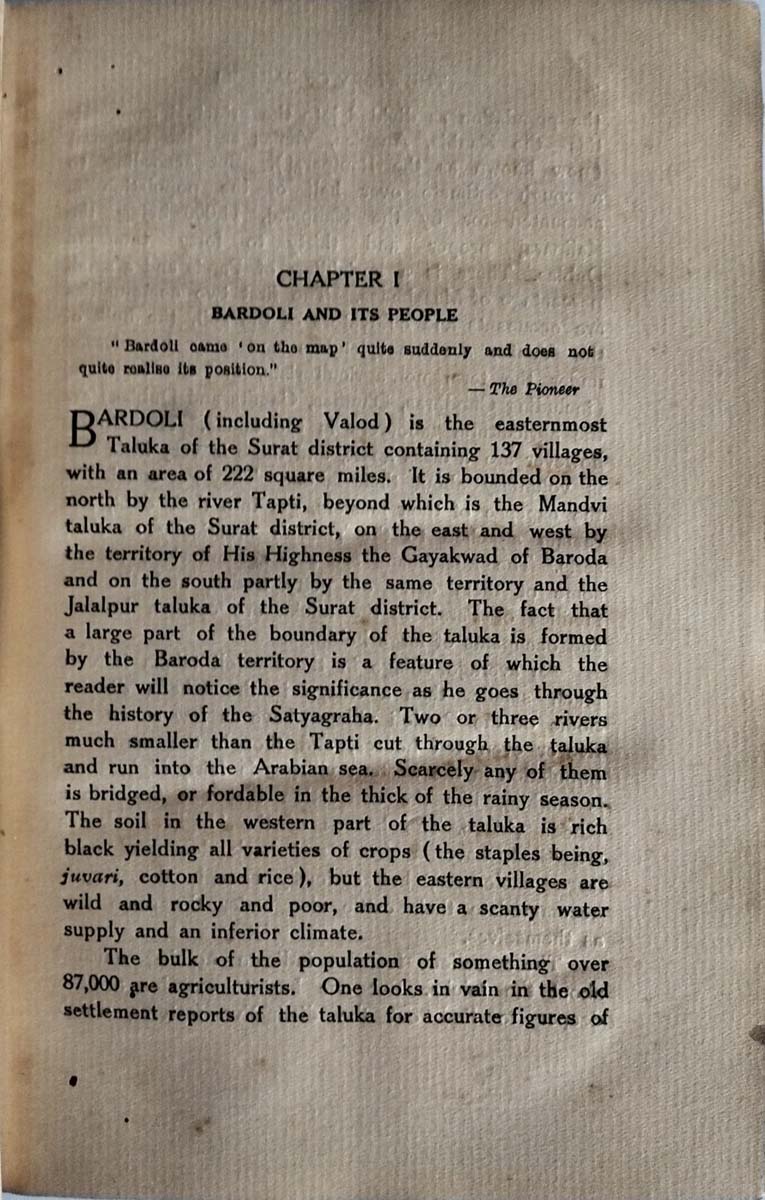 CHAPTER I
BARDOLI AND ITS PEOPLE
" Bardoli came 'on the map' quite suddenly and does not
quite realise its position."
— The Pioneer
BARDOLI (including Valod) is the easternmost
Taluka of the Surat district containing 137 villages,
with an area of 222 square miles. It is bounded on the
north by the river Tapti, beyond which is the Mandvi
taluka of the Surat district, on the east and west by
the territory of His Highness the Gayakwad of Baroda
and on the south partly by the same territory and the
Jalalpur taluka of the Surat district. The fact that
a large part of the boundary of the taluka is formed
by the Baroda territory is a feature of which the
reader will notice the significance as he goes through
the history of the Satyagraha. Two or three rivers
much smaller than the Tapti cut through the taluka
and run into the Arabian sea. Scarcely any of them
is bridged, or fordable in the thick of the rainy season.
The soil in the western part of the taluka is rich
black yielding all varieties of crops (the staples being,
juvari, cotton and rice), but the eastern villages are
wild and rocky and poor, and have a scanty water
supply and an inferior climate.
The bulk of the population of something over
87,000 are agriculturists. One looks in vain in the old
settlement reports of the taluka for accurate figures of